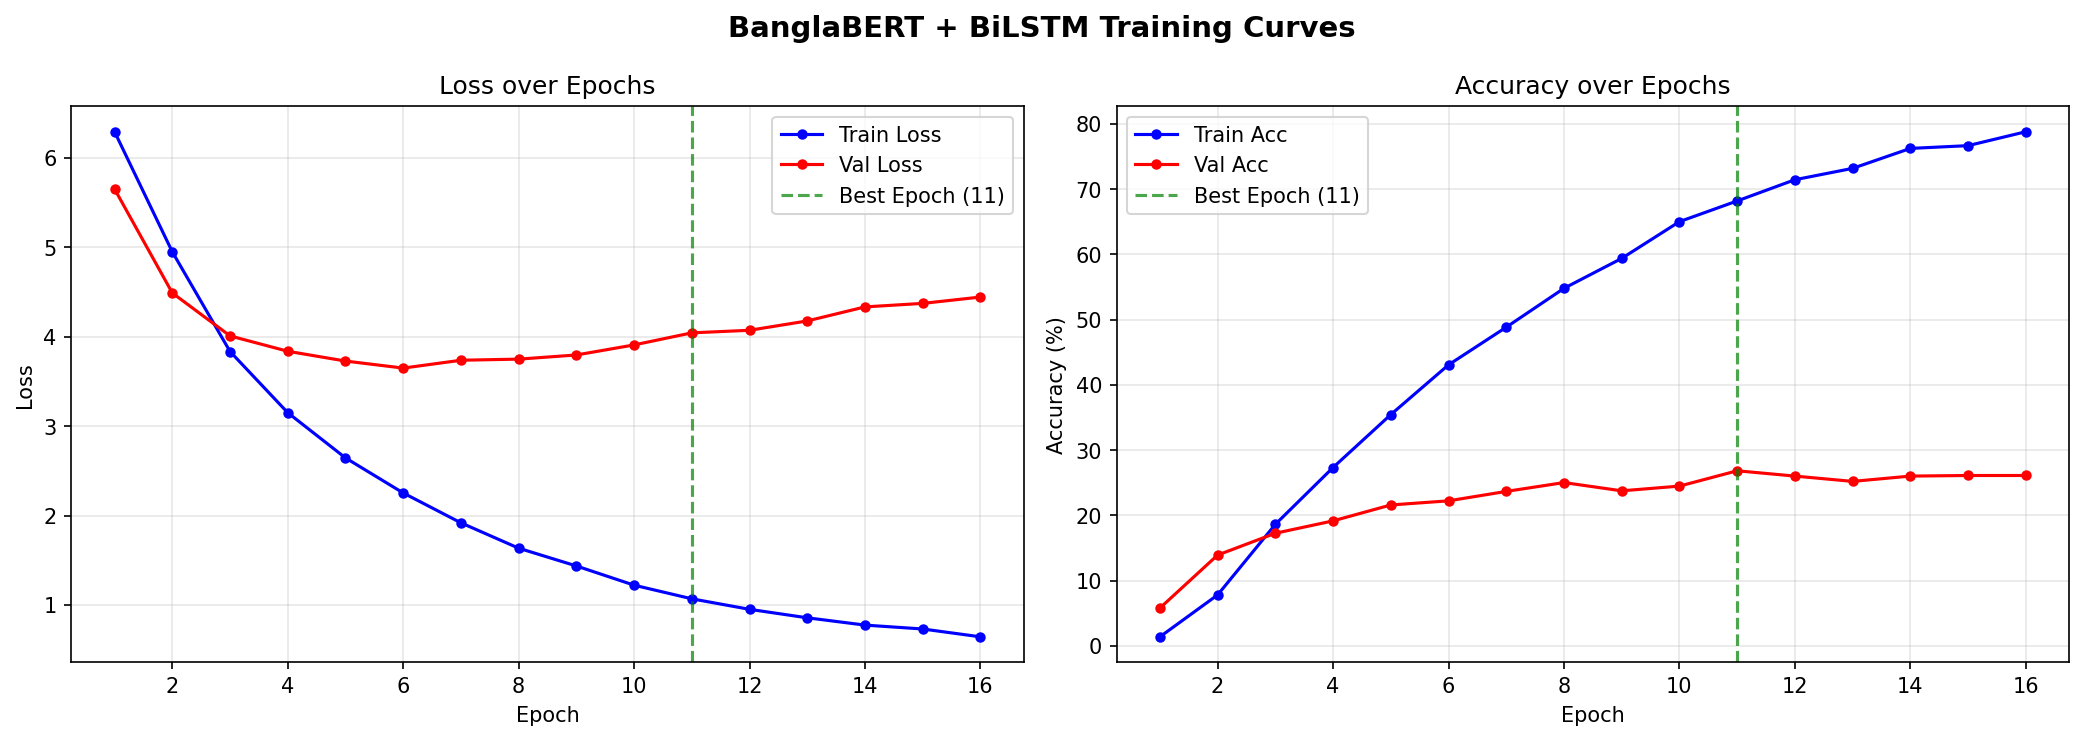 BanglaBERT + BiLSTM Training Curves
Loss over Epochs
Train Loss
Val Loss
Best Epoch (11)
6
5
4
3
2
1
Loss
2 4 6 8 10 12 14 16
Epoch
Accuracy over Epochs
Train Acc
Val Acc
Best Epoch (11)
80
70
60
50
40
30
20
10
0
Accuracy (%)
2 4 6 8 10 12 14 16
Epoch